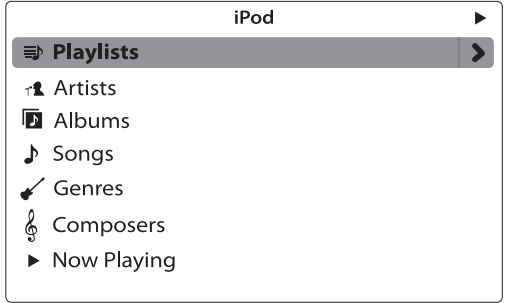 iPod
Playlists
Artists
Albums
Songs
Genres
Composers
Now Playing